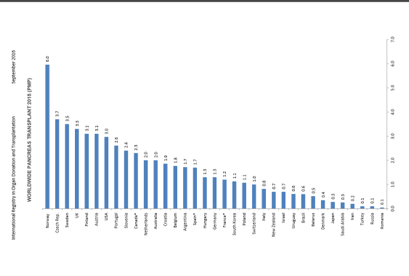 International Registry in Organ Donation and Transplantation
September 2016
WORLDWIDE PANCREAS TRANSPLANT 2015 (PMP)
Norway 6.0
Czech Rep. 3.7
Sweden 3.5
UK 3.3
Finland 3.1
Austria 3.1
USA 3.0
Portugal 2.6
Slovenia 2.4
Canada* 2.3
Netherlands 2.0
Australia 2.0
Croatia 1.9
Belgium 1.8
Argentina 1.7
Spain* 1.7
Hungary 1.3
Germany 1.3
France* 1.2
South Korea 1.1
Poland 1.1
Switzerland 1.0
Italy 0.8
New Zealand 0.7
Israel 0.7
Uruguay 0.6
Brazil 0.6
Belarus 0.5
Denmark 0.4
Japan 0.3
Saudi Arabia 0.3
Iran 0.2
Turkey 0.1
Russia 0.1
Romania 0.1
0.0
1.0
2.0
3.0
4.0
5.0
6.0
7.0